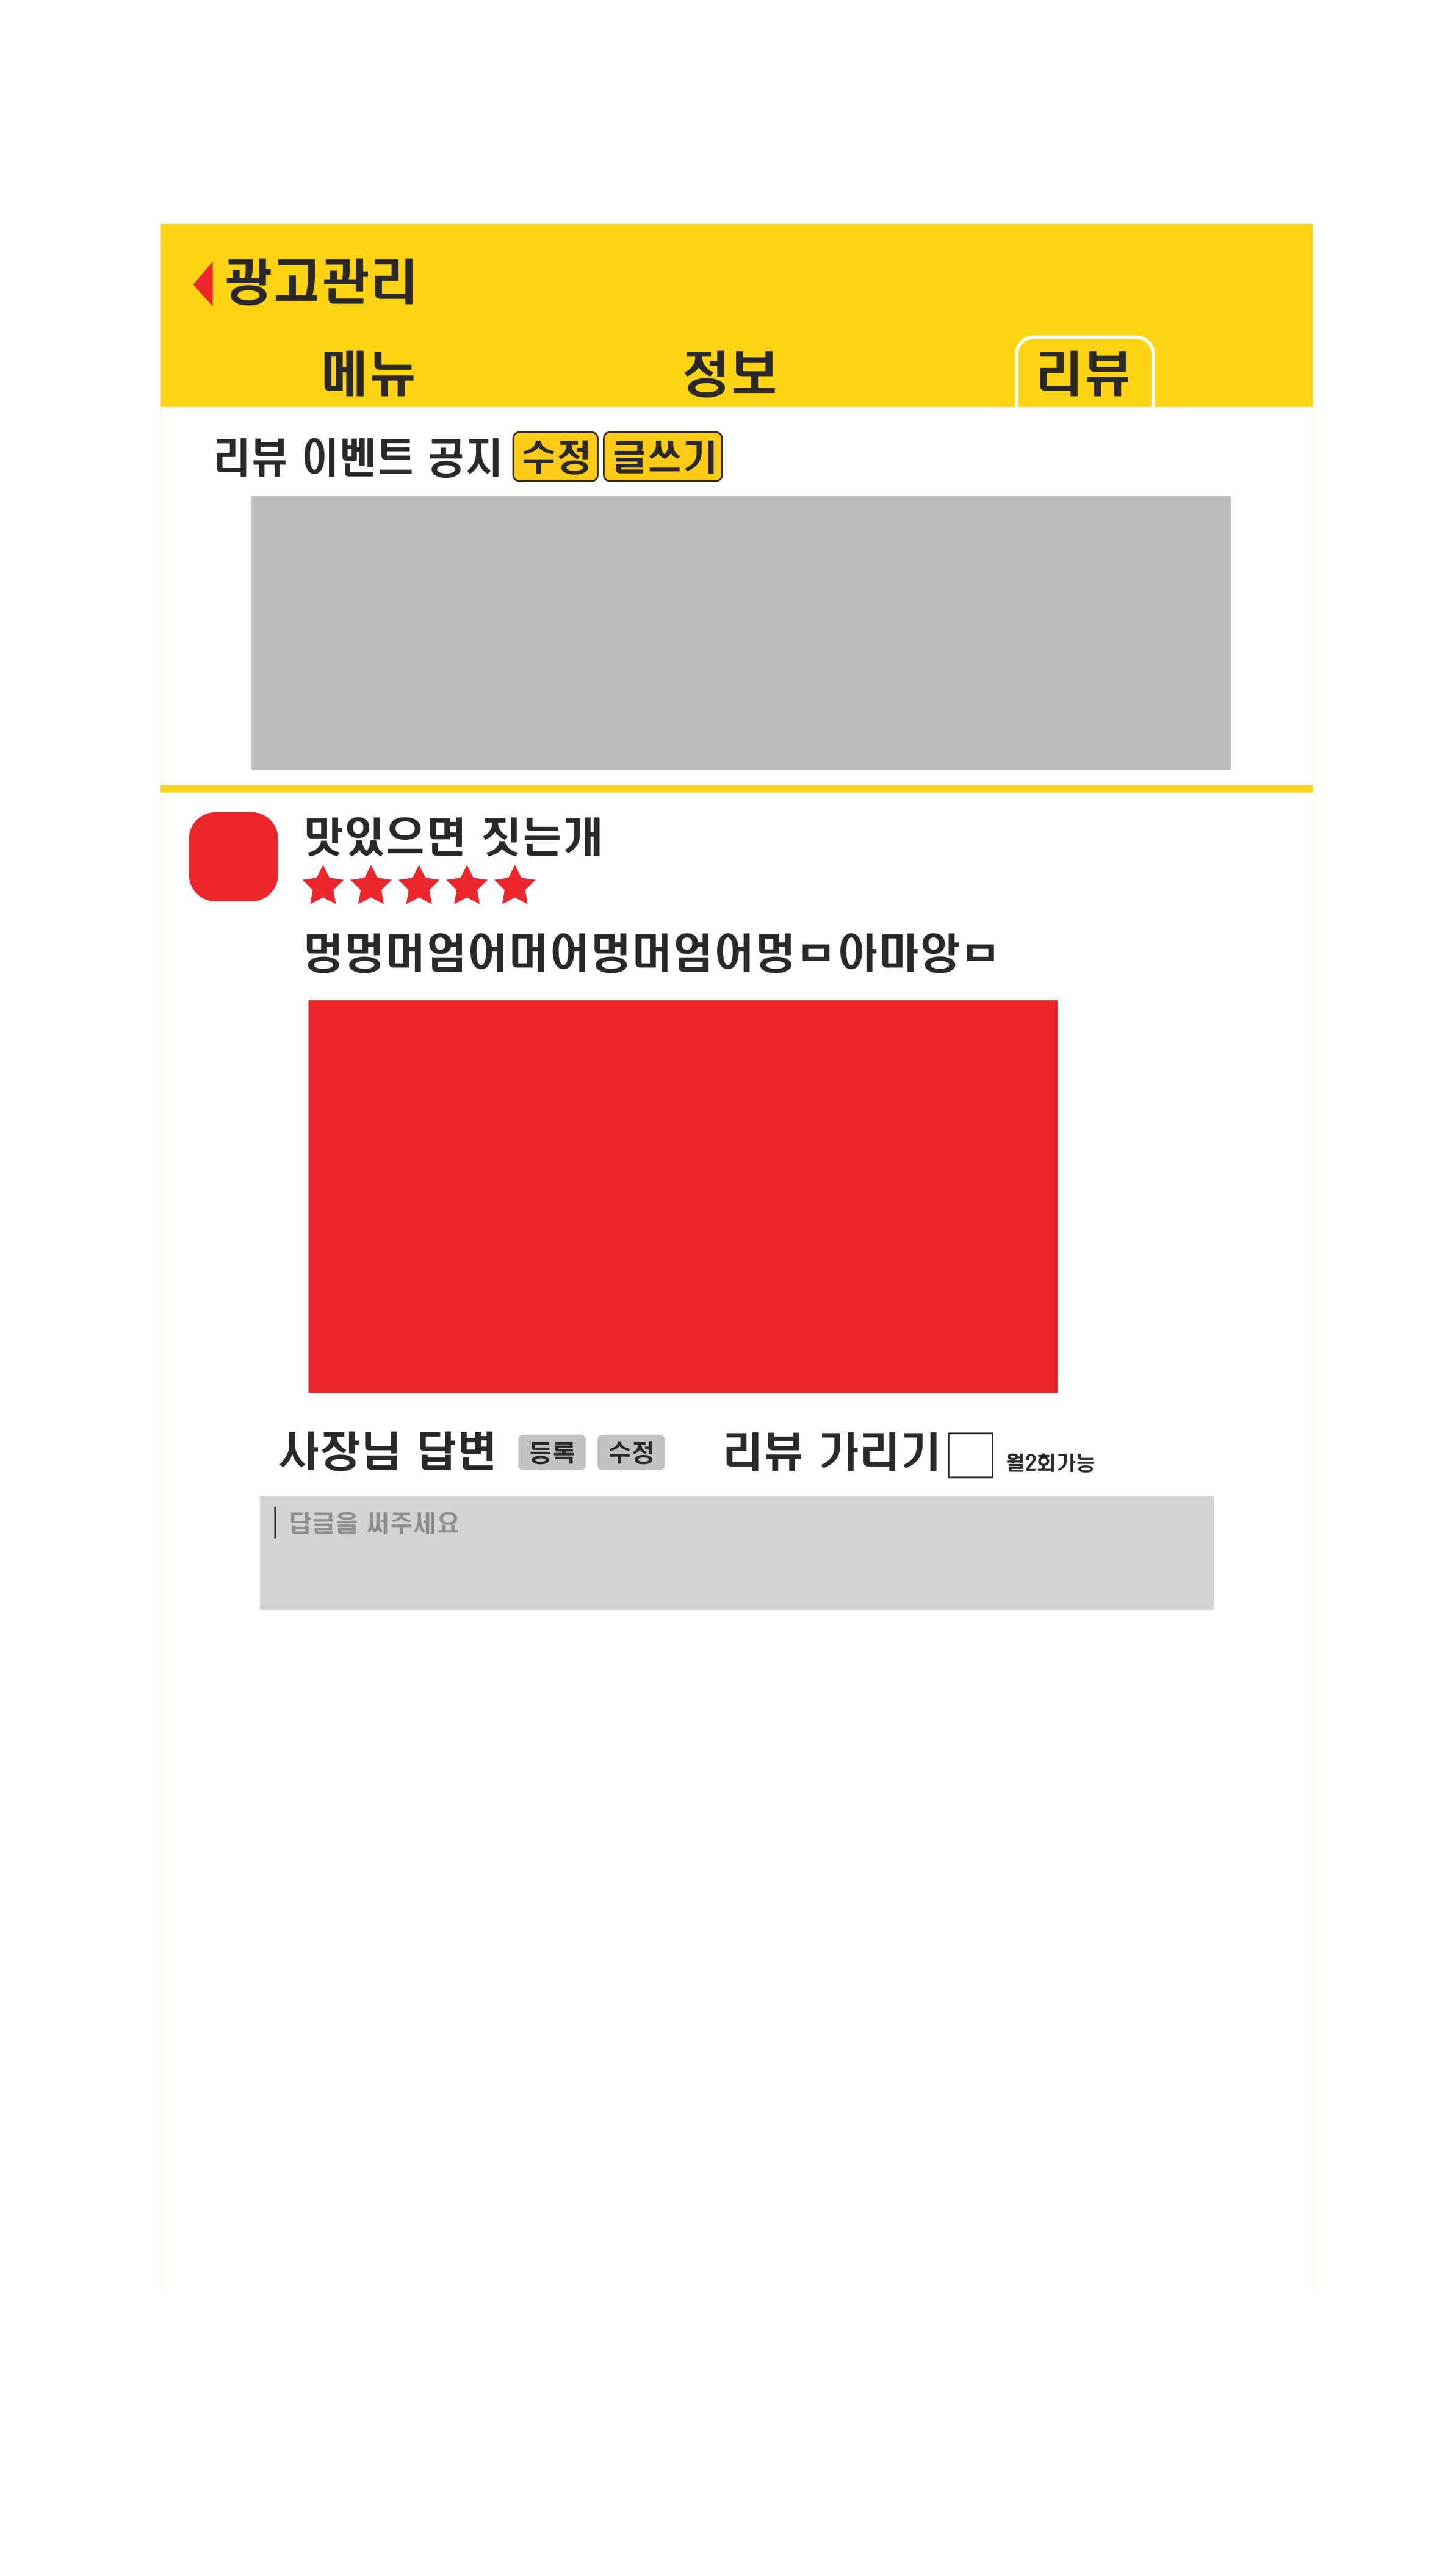 광고관리
메뉴 정보 리뷰
리뷰 이벤트 공지 수정 글쓰기
맛있으면 짓는개
멍멍머엄어머어멍머엄어멍ㅁ아마앙ㅁ
사장님 답변 등록 수정 리뷰 가리기 월2회가능
답글을 써주세요